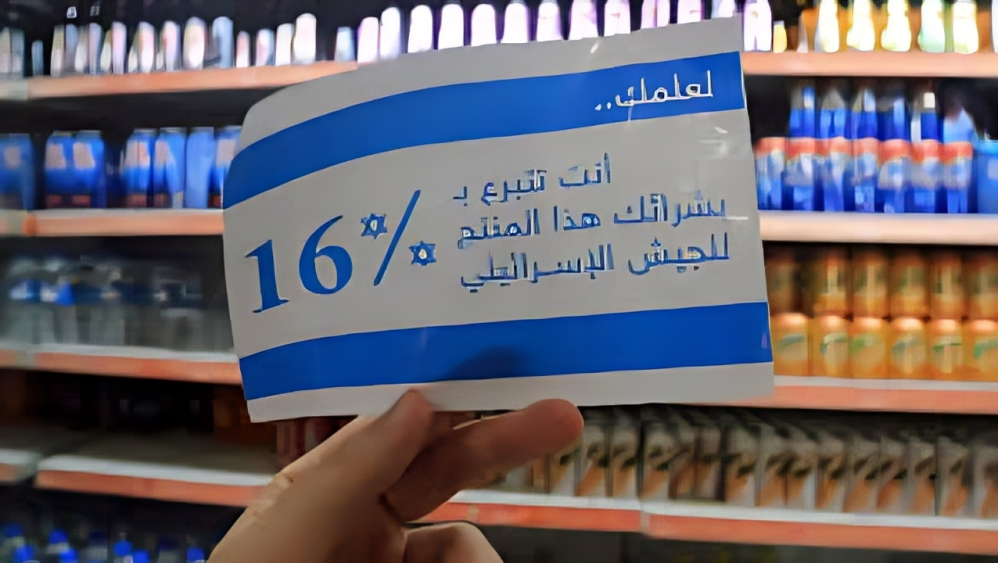 لعلمك..
أنت تتبرع بـ
16%
بشرائك هذا المنتج
للجيش الإسرائيلي